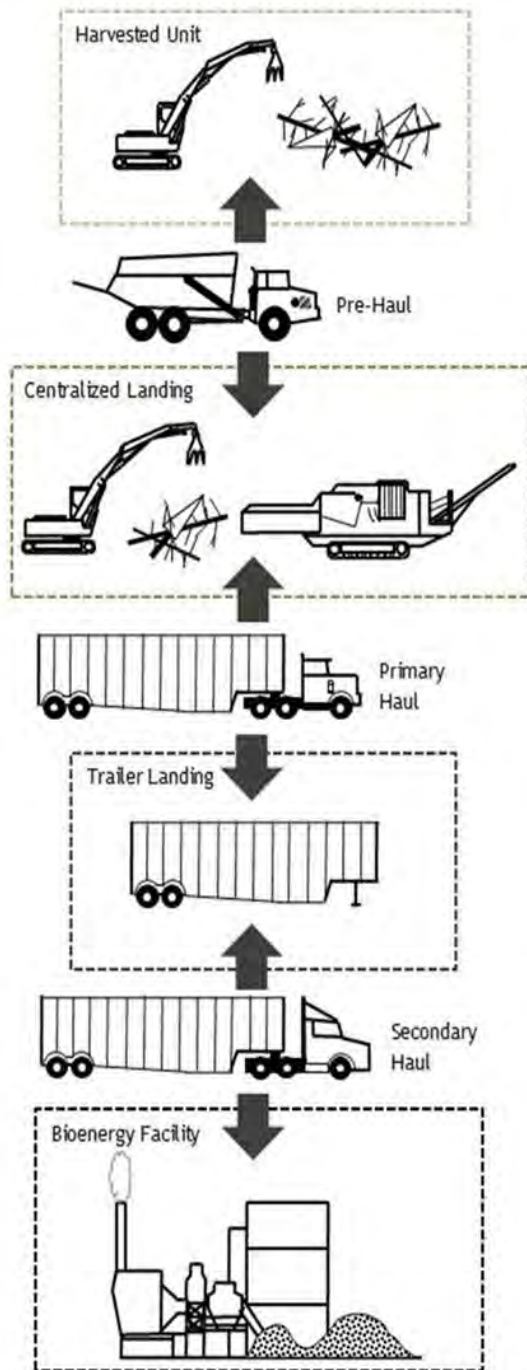 Harvested Unit
Pre-Haul
Centralized Landing
Primary
Haul
Trailer Landing
Secondary
Haul
Bioenergy Facility